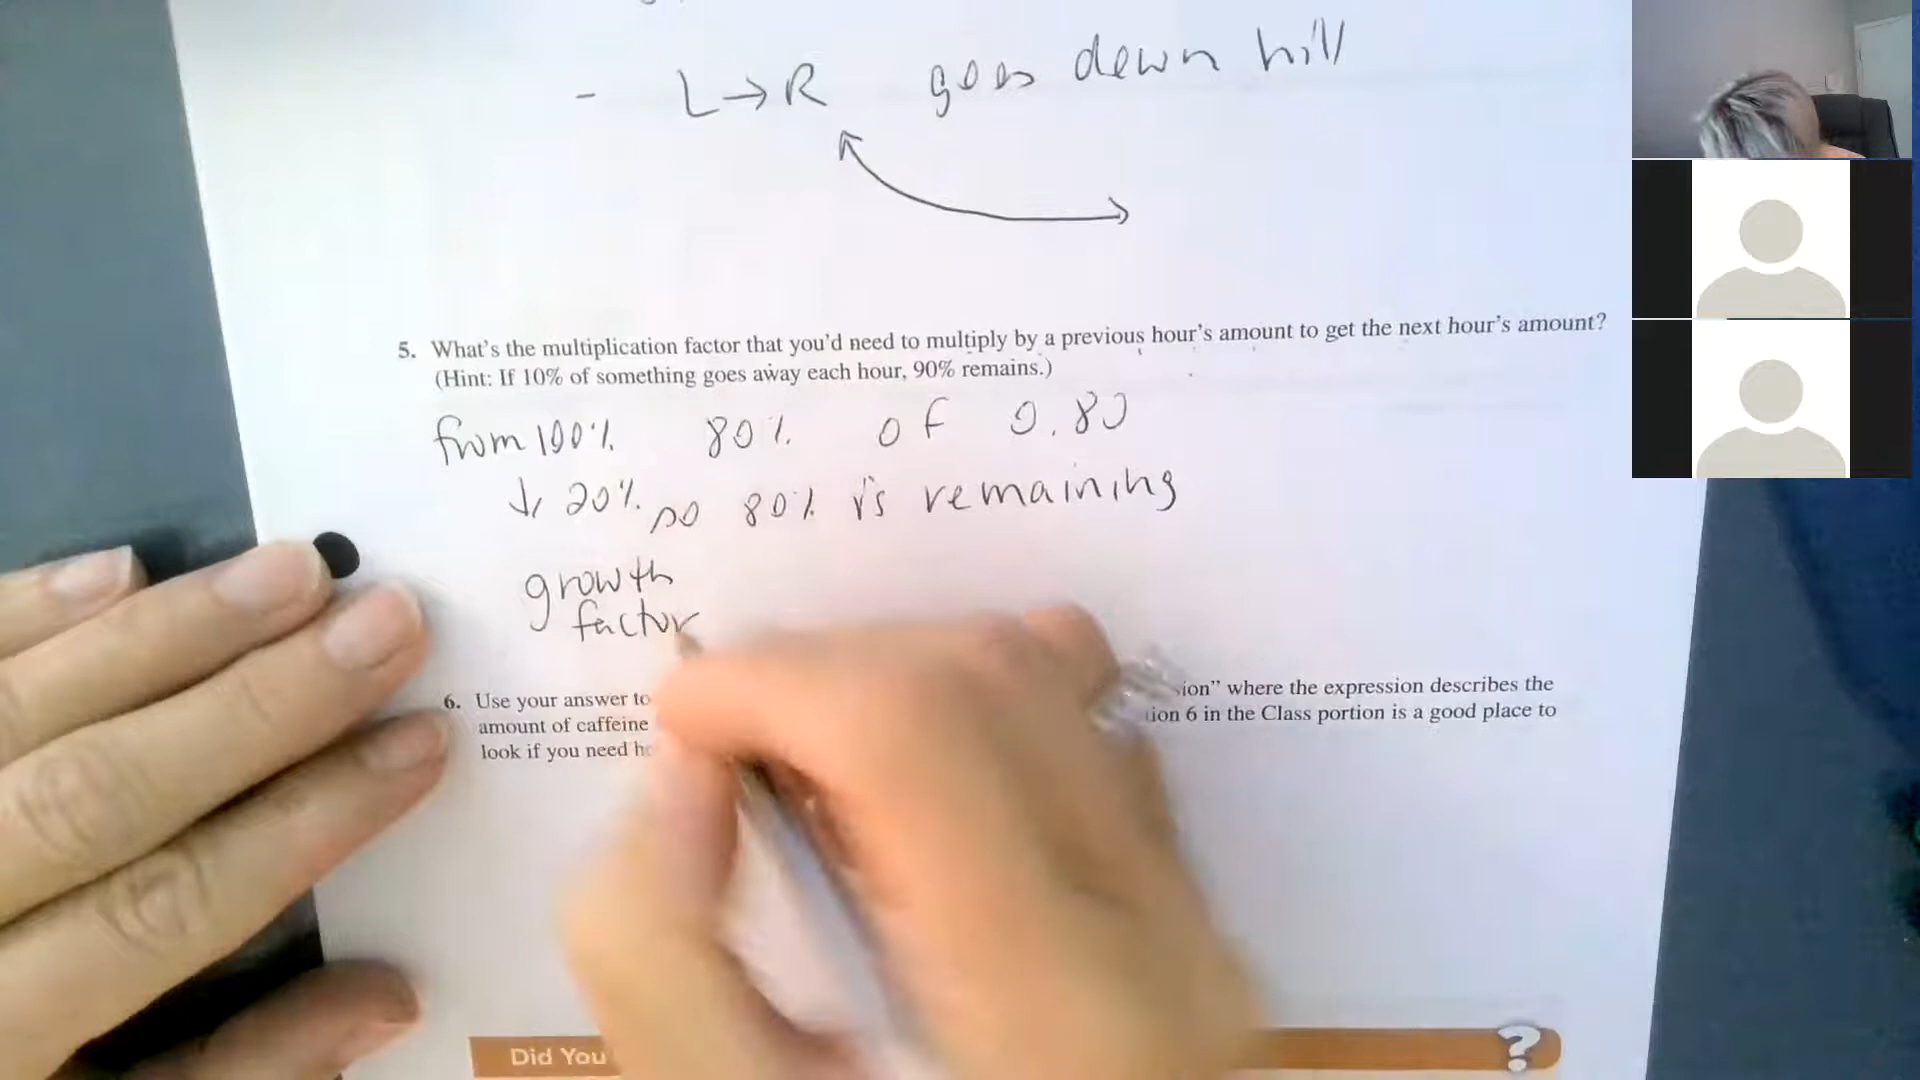 - L→R goes down hill
5. What's the multiplication factor that you'd need to multiply by a previous hour's amount to get the next hour's amount?
(Hint: If 10% of something goes away each hour, 90% remains.)
from 100% 80% of 0.80
↓ 20% so 80% is remaining
growth
factor
6. Use your answer to sion” where the expression describes the
amount of caffeine tion 6 in the Class portion is a good place to
look if you need
Did You
?